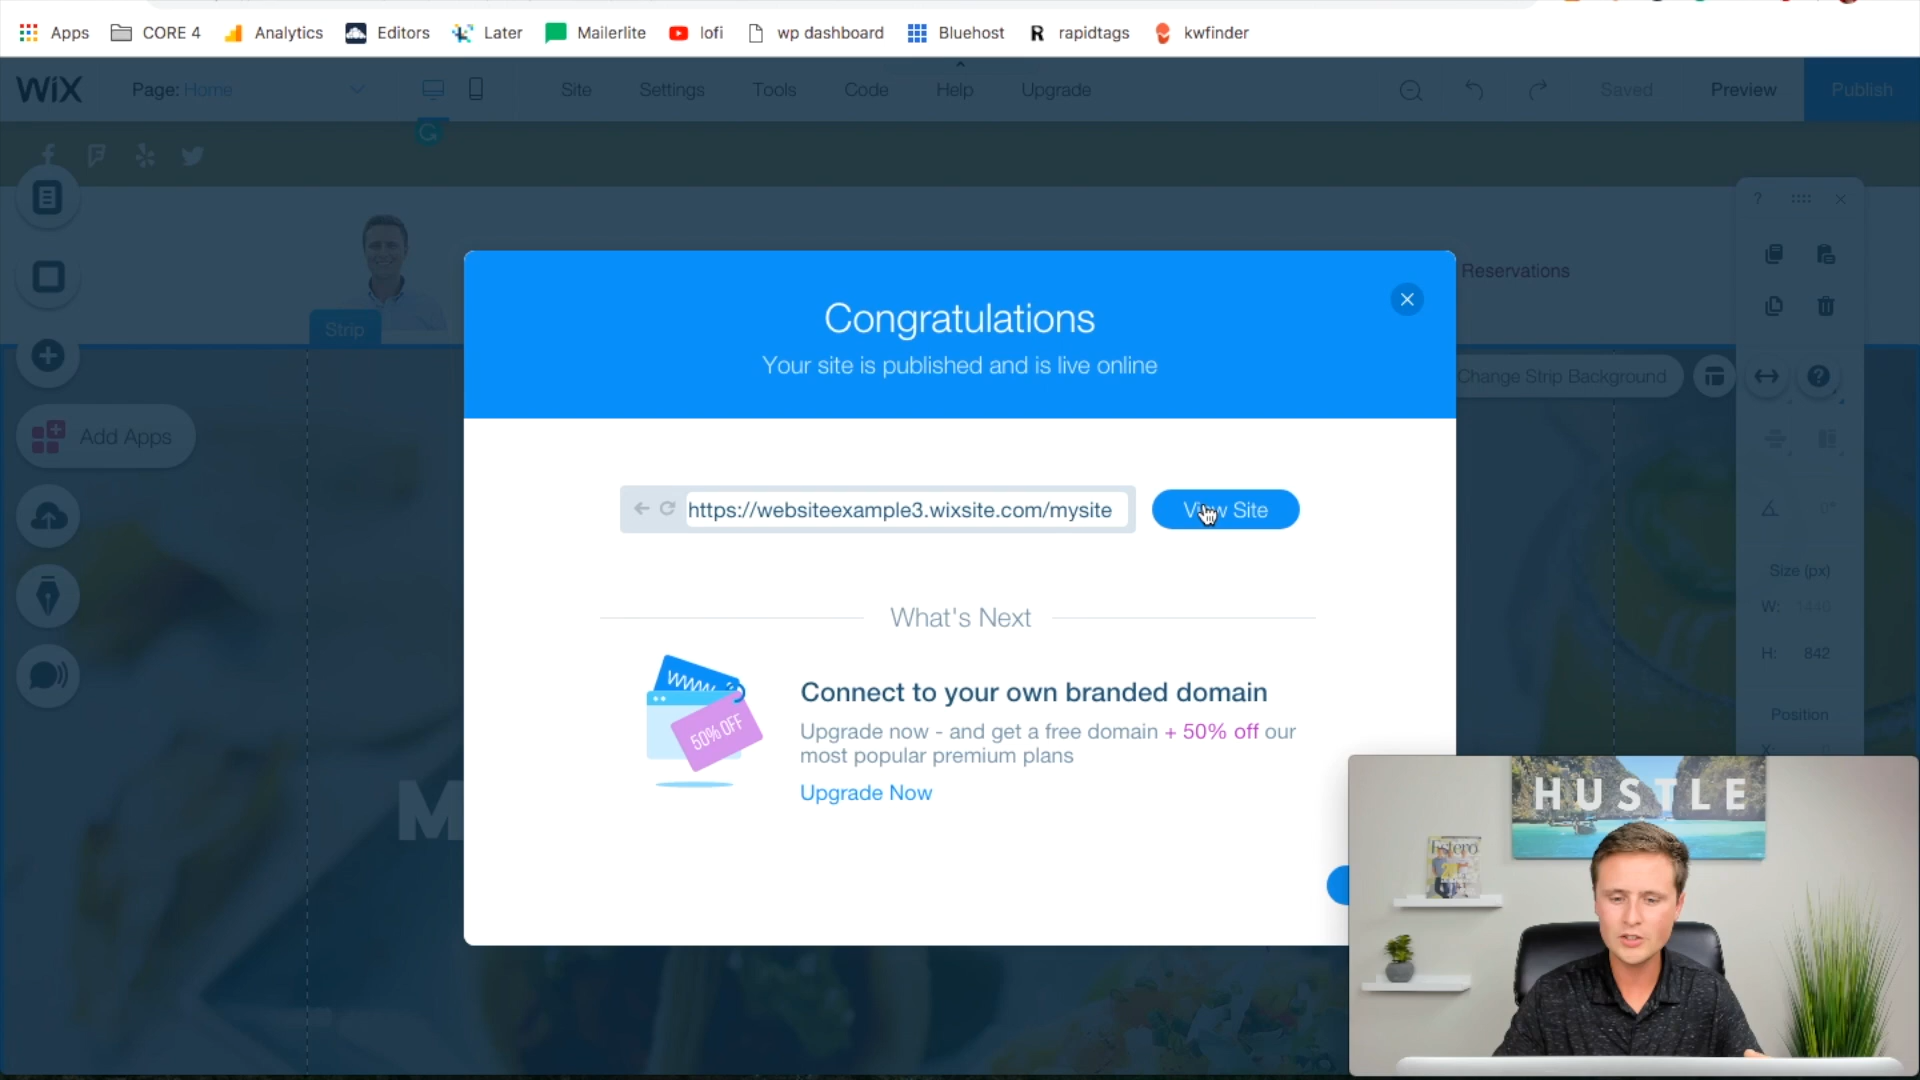 Apps CORE 4 Analytics Editors Later Mailerlite lofi wp dashboard Bluehost R rapidtags kwfinder
WiX Page: Home Site Settings Tools Code Help Upgrade Saved Preview Publish
?
Reservations
Strip
Change Strip Background
Add Apps
Congratulations
Your site is published and is live online
https://websiteexample3.wixsite.com/mysite View Site
0°
Size (px)
W: 1440
H: 842
Position
X: 0
What's Next
www
50% OFF
Connect to your own branded domain
Upgrade now - and get a free domain + 50% off our
most popular premium plans
Upgrade Now
M
HUSTLE
Estero